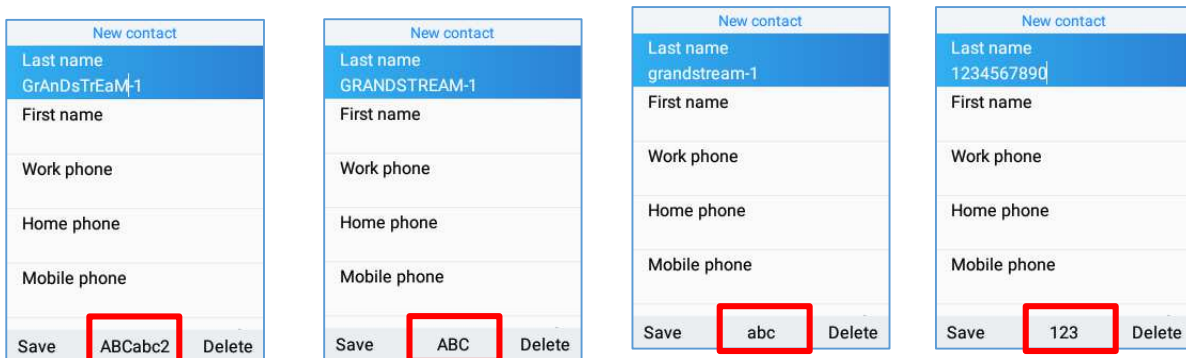 New contact
Last name
GrAnDsTrEaM-1
First name
Work phone
Home phone
Mobile phone
Save ABCabc2 Delete
New contact
Last name
GRANDSTREAM-1
First name
Work phone
Home phone
Mobile phone
Save ABC Delete
New contact
Last name
grandstream-1
First name
Work phone
Home phone
Mobile phone
Save abc Delete
New contact
Last name
1234567890
First name
Work phone
Home phone
Mobile phone
Save 123 Delete